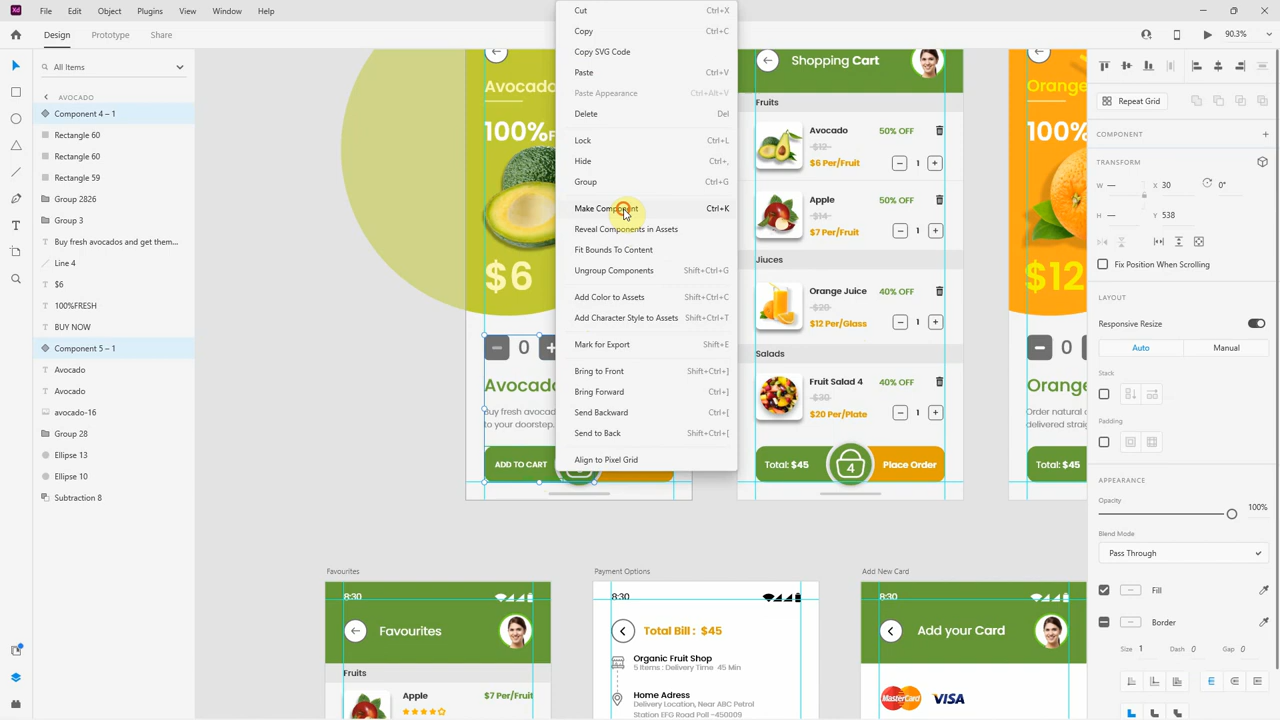 Xd File Edit Object Plugins View Window Help
Design Prototype Share 90.3%
All Items
AVOCADO
Component 4 – 1
Rectangle 60
Rectangle 60
Rectangle 59
Group 2826
Group 3
Buy fresh avocados and get them...
Line 4
$6
100%FRESH
BUY NOW
Component 5 – 1
Avocado
Avocado
avocado-16
Group 28
Ellipse 13
Ellipse 10
Subtraction 8
Avocado
100%F
$6
0
Avocado
Buy fresh avocad
to your doorstep.
ADD TO CART
Cut Ctrl+X
Copy Ctrl+C
Copy SVG Code
Paste Ctrl+V
Paste Appearance Ctrl+Alt+V
Delete Del
Lock Ctrl+L
Hide Ctrl+,
Group Ctrl+G
Make Component Ctrl+K
Reveal Components in Assets
Fit Bounds To Content
Ungroup Components Shift+Ctrl+G
Add Color to Assets Shift+Ctrl+C
Add Character Style to Assets Shift+Ctrl+T
Mark for Export Shift+E
Bring to Front Shift+Ctrl+]
Bring Forward Ctrl+]
Send Backward Ctrl+[
Send to Back Shift+Ctrl+[
Align to Pixel Grid
Shopping Cart
Fruits
Avocado 50% OFF
$12
$6 Per/Fruit 1
Apple 50% OFF
$14
$7 Per/Fruit 1
Jiuces
Orange Juice 40% OFF
$20
$12 Per/Glass 1
Salads
Fruit Salad 4 40% OFF
$30
$20 Per/Plate 1
Total: $45 4 Place Order
Orange
$12
0
Orang
Order natural o
delivered straig
Total: $45
Favourites
8:30
Favourites
Fruits
Apple $7 Per/Fruit
Payment Options
8:30
Total Bill : $45
Organic Fruit Shop
5 Items : Delivery Time 45 Min
Home Adress
Delivery Location, Near ABC Petrol
Station EFG Road Poll -450009
Add New Card
8:30
Add your Card
MasterCard VISA
Repeat Grid
COMPONENT
TRANSFORM
W — X 30 0°
H — Y 538
Fix Position When Scrolling
LAYOUT
Responsive Resize
Auto Manual
Stack
Padding
APPEARANCE
Opacity 100%
Blend Mode
Pass Through
Fill
Border
Size 1 Dash 0 Gap 0